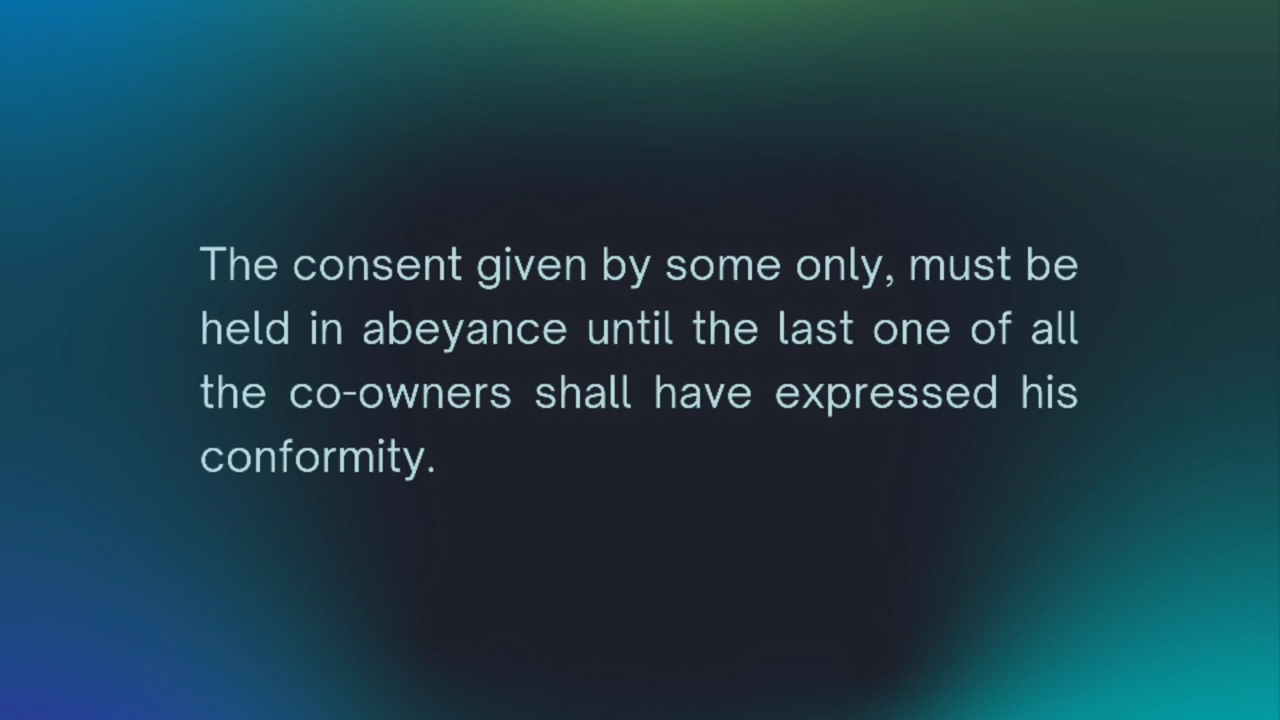 The consent given by some only, must be
held in abeyance until the last one of all
the co-owners shall have expressed his
conformity.